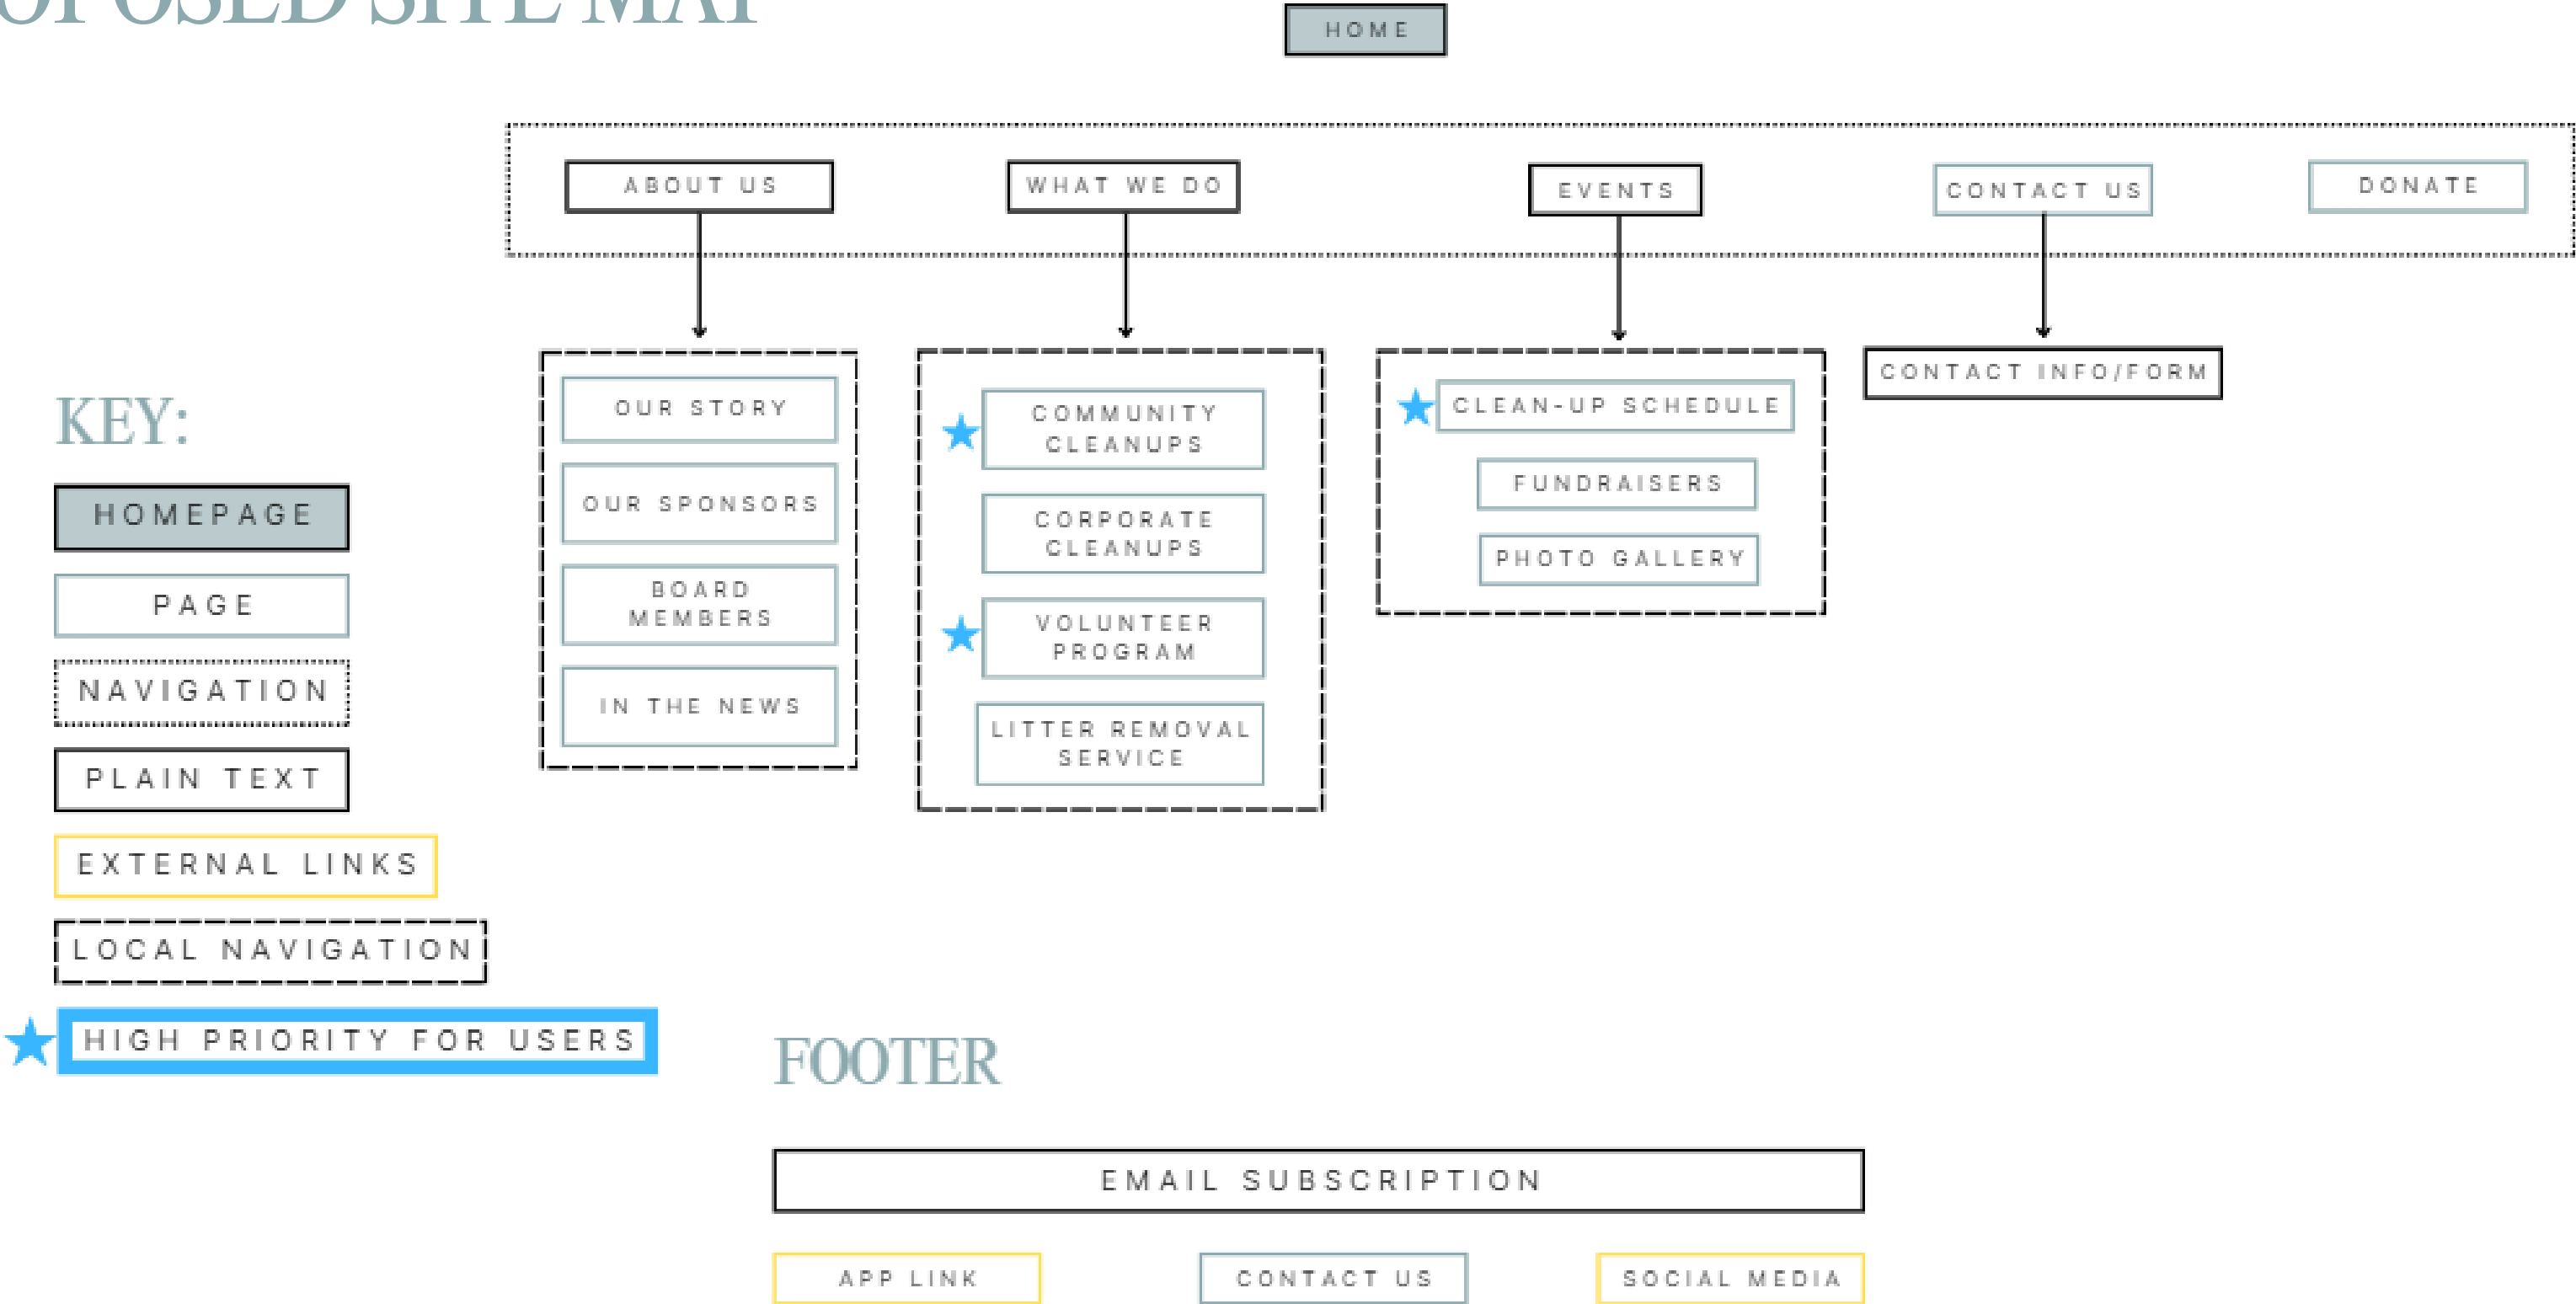 OPOSED SITE MAP
HOME
ABOUT US
WHAT WE DO
EVENTS
CONTACT US
DONATE
OUR STORY
OUR SPONSORS
BOARD
MEMBERS
IN THE NEWS
COMMUNITY
CLEANUPS
CORPORATE
CLEANUPS
VOLUNTEER
PROGRAM
LITTER REMOVAL
SERVICE
CLEAN-UP SCHEDULE
FUNDRAISERS
PHOTO GALLERY
CONTACT INFO/FORM
KEY:
HOMEPAGE
PAGE
NAVIGATION
PLAIN TEXT
EXTERNAL LINKS
LOCAL NAVIGATION
HIGH PRIORITY FOR USERS
FOOTER
EMAIL SUBSCRIPTION
APP LINK
CONTACT US
SOCIAL MEDIA